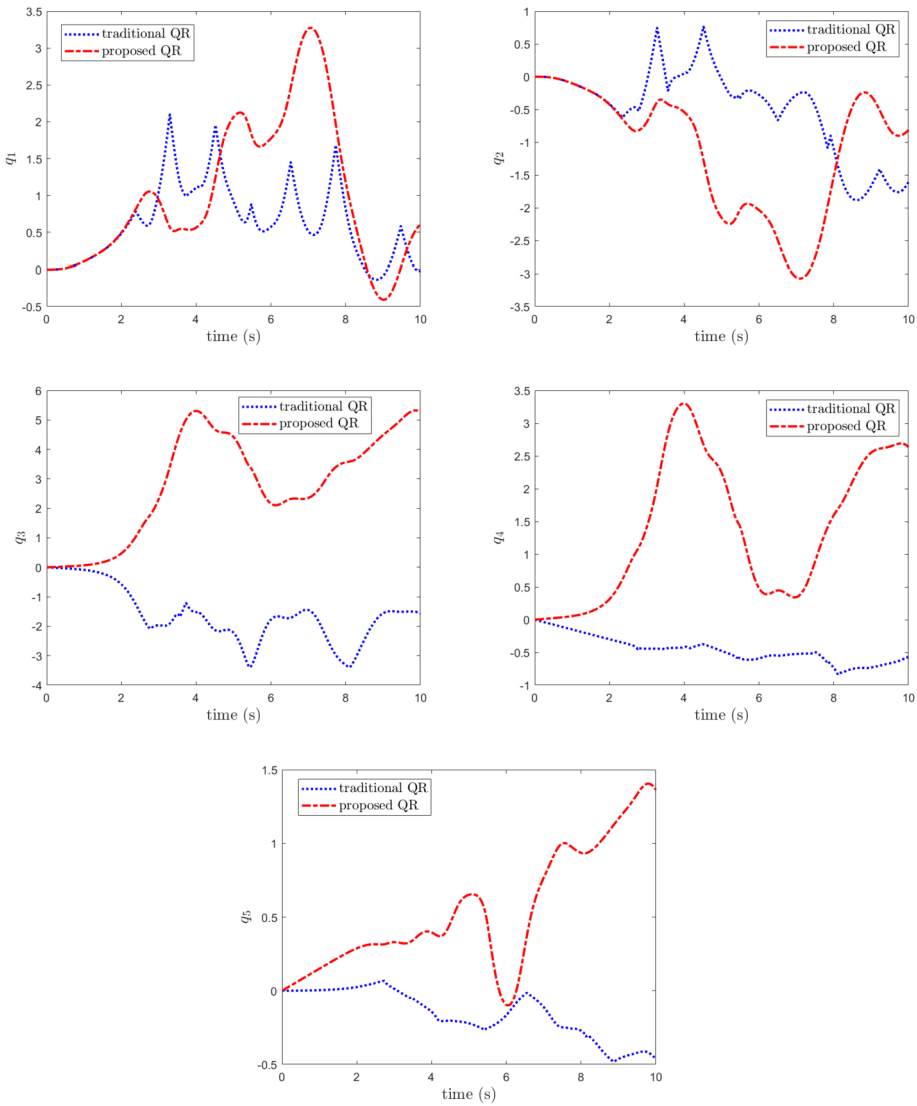 3.5
3
2.5
2
1.5
1
0.5
0
-0.5
q1
0 2 4 6 8 10
time (s)
traditional QR
proposed QR
1
0.5
0
-0.5
-1
-1.5
-2
-2.5
-3
-3.5
q2
0 2 4 6 8 10
time (s)
traditional QR
proposed QR
6
5
4
3
2
1
0
-1
-2
-3
-4
q3
0 2 4 6 8 10
time (s)
traditional QR
proposed QR
3.5
3
2.5
2
1.5
1
0.5
0
-0.5
-1
q4
0 2 4 6 8 10
time (s)
traditional QR
proposed QR
1.5
1
0.5
0
-0.5
q5
0 2 4 6 8 10
time (s)
traditional QR
proposed QR